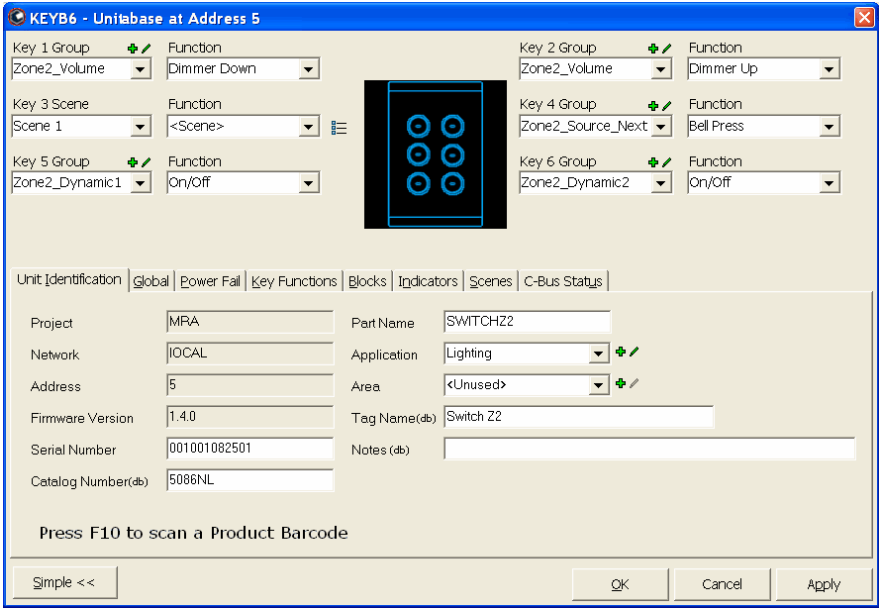 KEYB6 - Unitabase at Address 5
Key 1 Group Function Key 2 Group Function
Zone2_Volume Dimmer Down Zone2_Volume Dimmer Up
Key 3 Scene Function Key 4 Group Function
Scene 1 <Scene> Zone2_Source_Next Bell Press
Key 5 Group Function Key 6 Group Function
Zone2_Dynamic1 On/Off Zone2_Dynamic2 On/Off
Unit Identification Global Power Fail Key Functions Blocks Indicators Scenes C-Bus Status
Project MRA Part Name SWITCHZ2
Network lOCAL Application Lighting
Address 5 Area <Unused>
Firmware Version 1.4.0 Tag Name(db) Switch Z2
Serial Number 001001082501 Notes (db)
Catalog Number(db) 5086NL
Press F10 to scan a Product Barcode
Simple << OK Cancel Apply